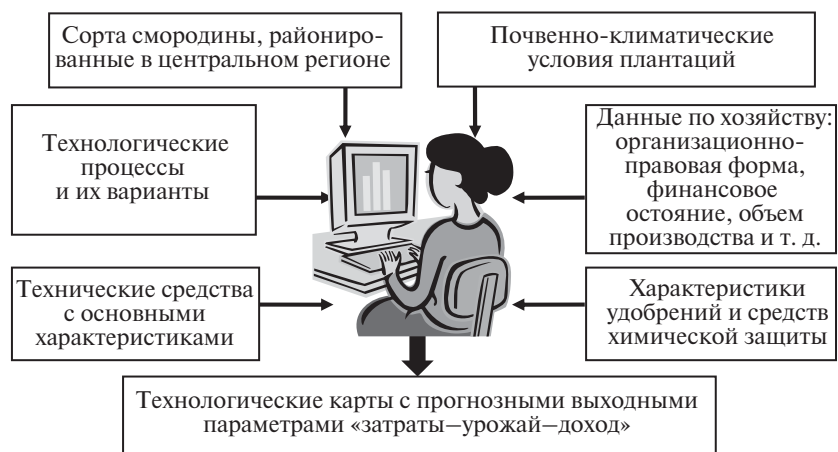 Сорта смородины, райониро-
ванные в центральном регионе
Почвенно-климатические
условия плантаций
Технологические
процессы
и их варианты
Данные по хозяйству:
организационно-
правовая форма,
финансовое
остояние, объем
производства и т. д.
Технические средства
с основными
характеристиками
Характеристики
удобрений и средств
химической защиты
Технологические карты с прогнозными выходными
параметрами «затраты–урожай–доход»